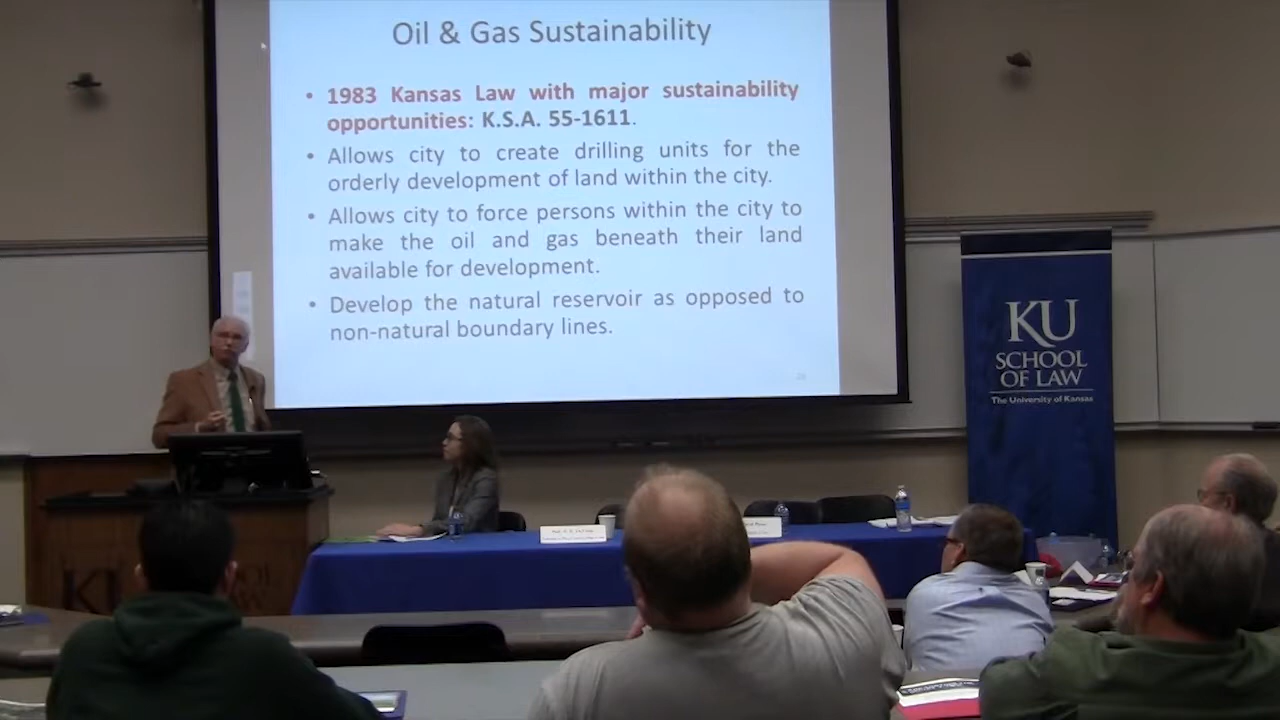 Oil & Gas Sustainability
• 1983 Kansas Law with major sustainability
opportunities: K.S.A. 55-1611.
• Allows city to create drilling units for the
orderly development of land within the city.
• Allows city to force persons within the city to
make the oil and gas beneath their land
available for development.
• Develop the natural reservoir as opposed to
non-natural boundary lines.
KU
SCHOOL
OF LAW
The University of Kansas
KU